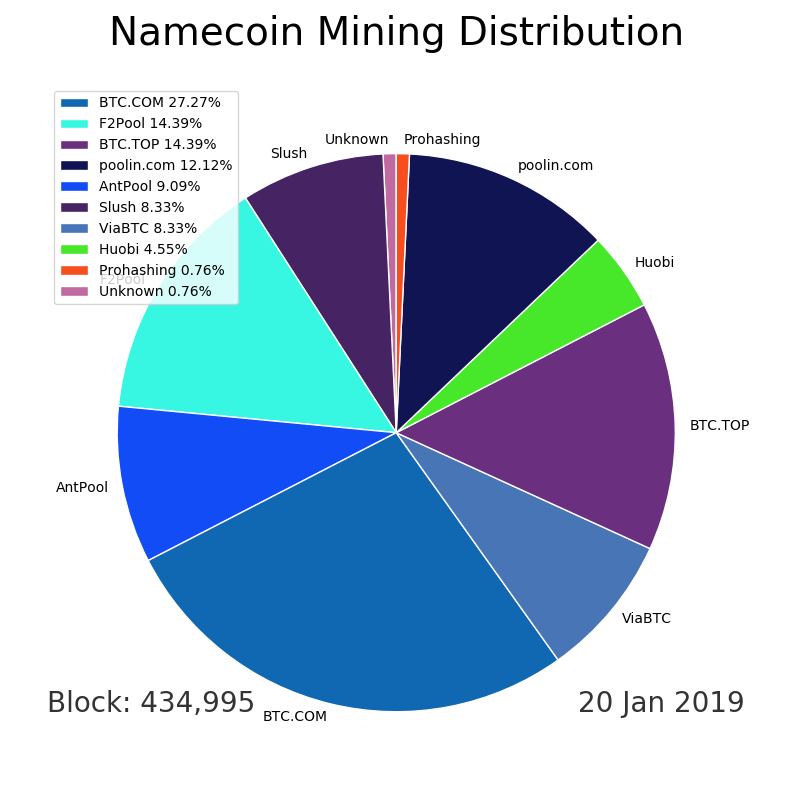 Namecoin Mining Distribution
BTC.COM 27.27%
F2Pool 14.39%
BTC.TOP 14.39%
poolin.com 12.12%
AntPool 9.09%
Slush 8.33%
ViaBTC 8.33%
Huobi 4.55%
Prohashing 0.76%
Unknown 0.76%
Unknown
Prohashing
Slush
poolin.com
Huobi
F2Pool
BTC.TOP
AntPool
ViaBTC
BTC.COM
Block: 434,995
20 Jan 2019